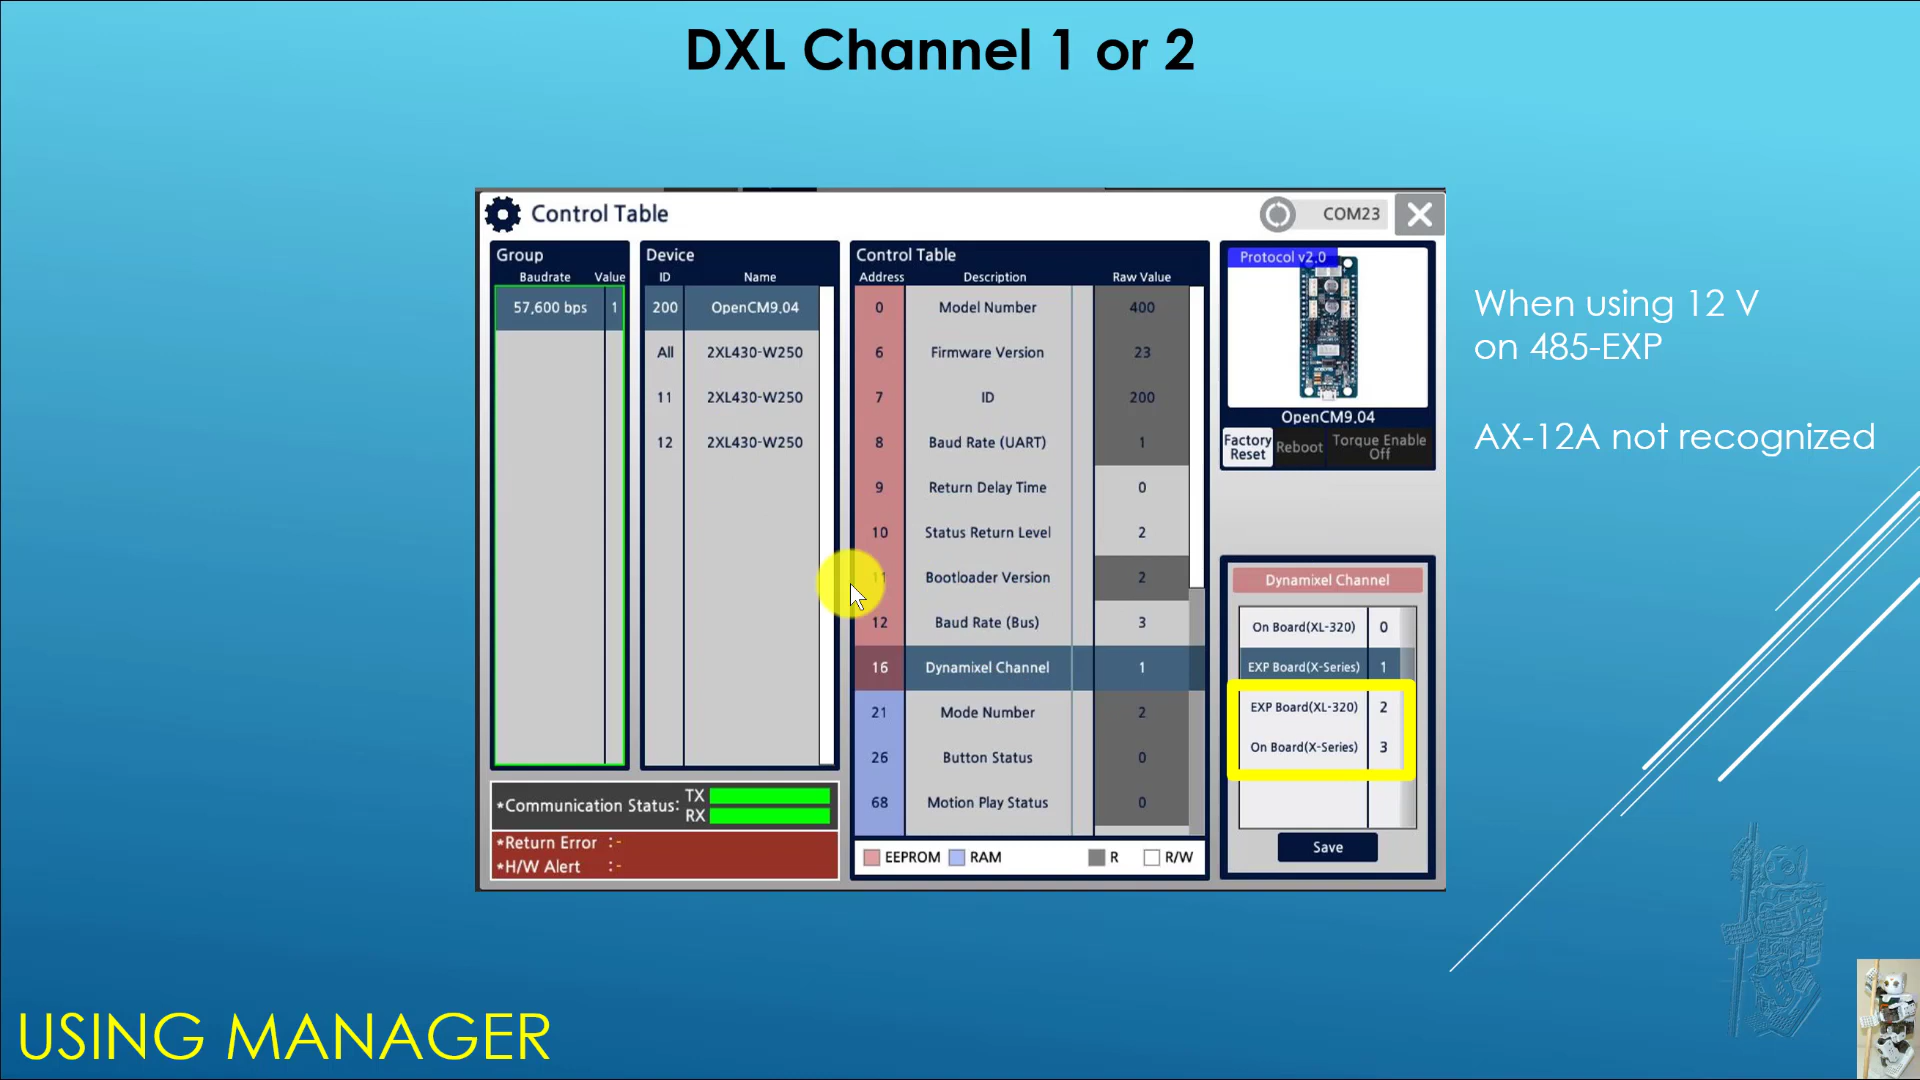 DXL Channel 1 or 2
Control Table
COM23
Group
Baudrate Value
57,600 bps 1
Device
ID Name
200 OpenCM9.04
All 2XL430-W250
11 2XL430-W250
12 2XL430-W250
Control Table
Address Description Raw Value
0 Model Number 400
6 Firmware Version 23
7 ID 200
8 Baud Rate (UART) 1
9 Return Delay Time 0
10 Status Return Level 2
11 Bootloader Version 2
12 Baud Rate (Bus) 3
16 Dynamixel Channel 1
21 Mode Number 2
26 Button Status 0
68 Motion Play Status 0
EEPROM RAM R R/W
Protocol v2.0
OpenCM9.04
Factory Reset Reboot Torque Enable Off
Dynamixel Channel
On Board(XL-320) 0
EXP Board(X-Series) 1
EXP Board(XL-320) 2
On Board(X-Series) 3
Save
*Communication Status: TX
RX
*Return Error :-
*H/W Alert :-
When using 12 V
on 485-EXP
AX-12A not recognized
USING MANAGER